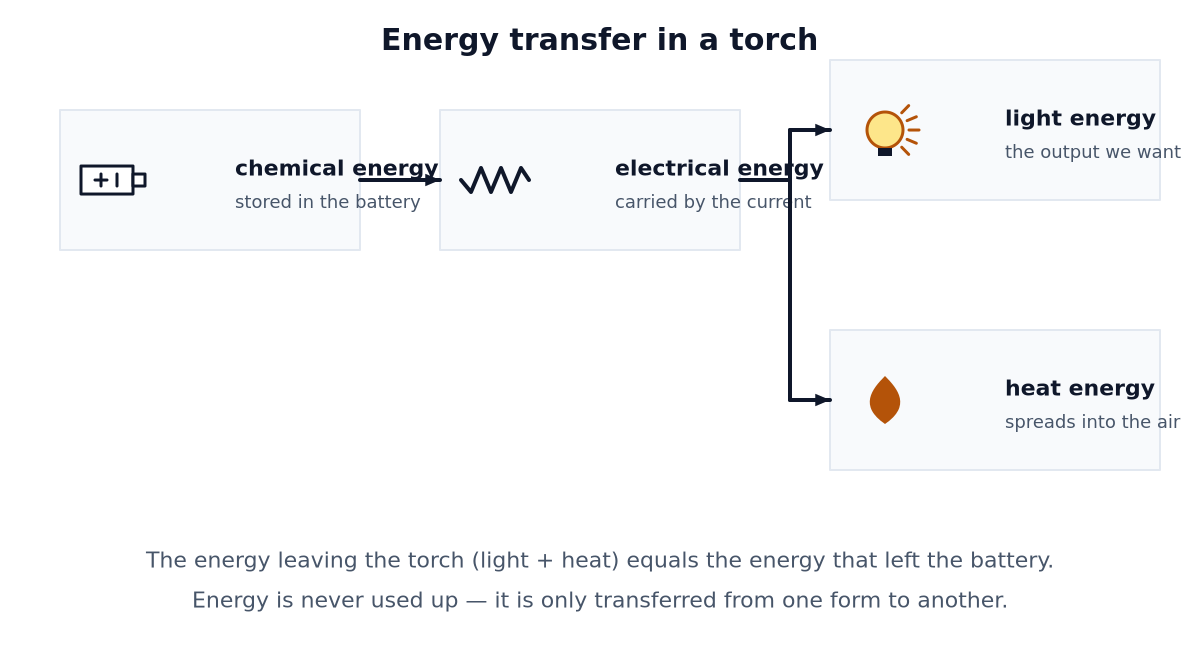 Energy transfer in a torch
chemical energy
stored in the battery
electrical energy
carried by the current
light energy
the output we want
heat energy
spreads into the air
The energy leaving the torch (light + heat) equals the energy that left the battery.
Energy is never used up — it is only transferred from one form to another.